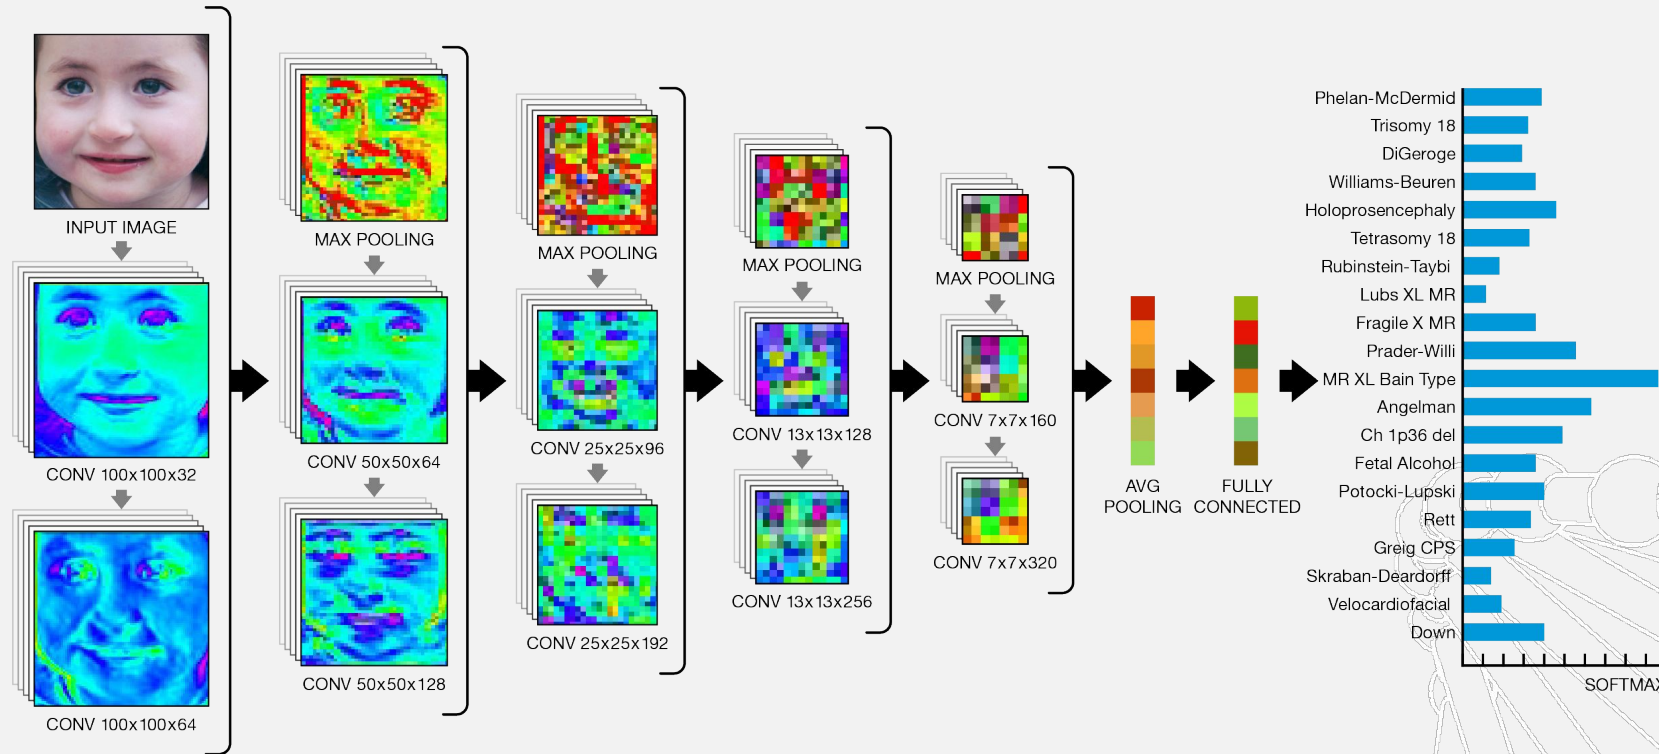 INPUT IMAGE
CONV 100x100x32
CONV 100x100x64
MAX POOLING
CONV 50x50x64
CONV 50x50x128
MAX POOLING
CONV 25x25x96
CONV 25x25x192
MAX POOLING
CONV 13x13x128
CONV 13x13x256
MAX POOLING
CONV 7x7x160
CONV 7x7x320
AVG
POOLING
FULLY
CONNECTED
Phelan-McDermid
Trisomy 18
DiGeroge
Williams-Beuren
Holoprosencephaly
Tetrasomy 18
Rubinstein-Taybi
Lubs XL MR
Fragile X MR
Prader-Willi
MR XL Bain Type
Angelman
Ch 1p36 del
Fetal Alcohol
Potocki-Lupski
Rett
Greig CPS
Skraban-Deardorff
Velocardiofacial
Down
SOFTMAX